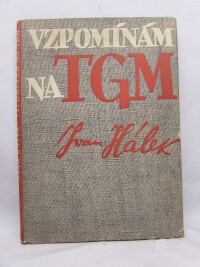 VZPOMÍNÁM
NA TGM
Ivan Hálek